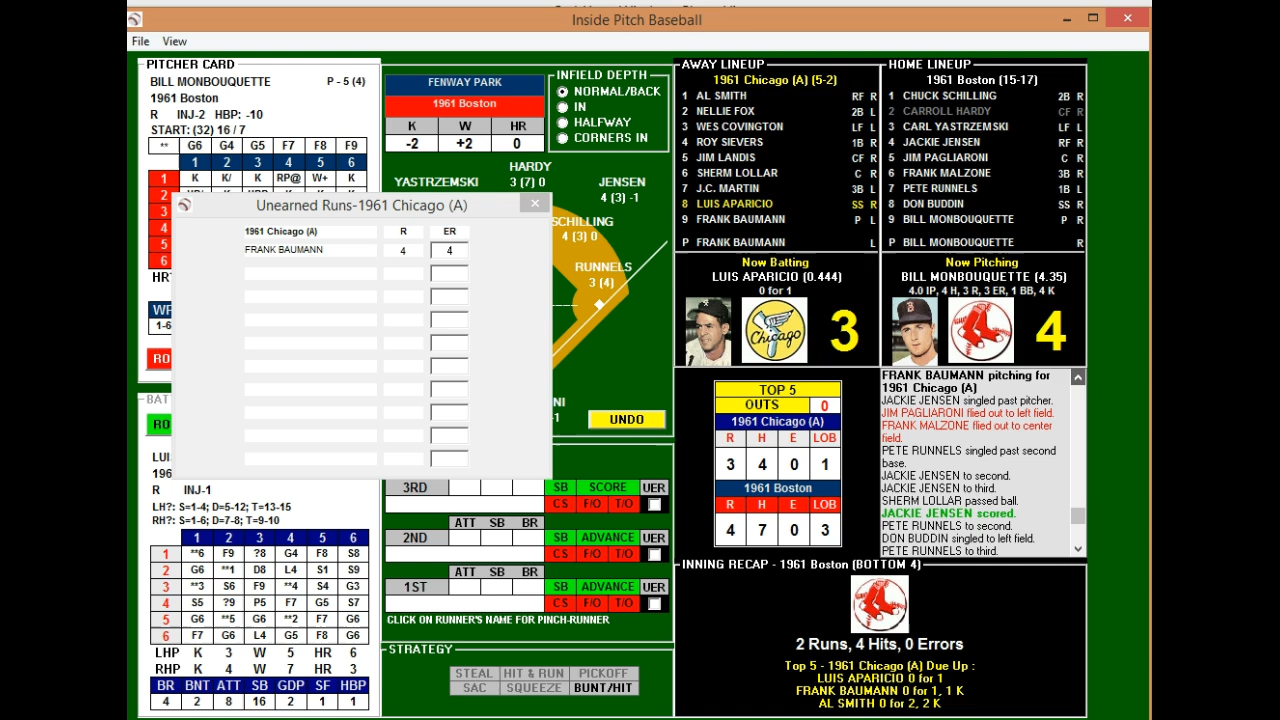 Inside Pitch Baseball
File View
PITCHER CARD
BILL MONBOUQUETTE P - 5 (4)
1961 Boston
R INJ-2 HBP: -10
START: (32) 16 / 7
** G6 G4 G5 F7 F8 F9
1 2 3 4 5 6
1 K K/ K RP@ W+ K
2
3
4
5
6
1-6
RO
FENWAY PARK
1961 Boston
K W HR
-2 +2 0
INFIELD DEPTH
NORMAL/BACK
IN
HALFWAY
CORNERS IN
HARDY
3 (7) 0
YASTRZEMSKI
JENSEN
4 (3) -1
SCHILLING
4 (3) 0
RUNNELS
3 (4)
UNDO
Unearned Runs-1961 Chicago (A)
1961 Chicago (A) R ER
FRANK BAUMANN 4 4
AWAY LINEUP
1961 Chicago (A) (5-2)
1 AL SMITH RF R
2 NELLIE FOX 2B L
3 WES COVINGTON LF L
4 ROY SIEVERS 1B R
5 JIM LANDIS CF R
6 SHERM LOLLAR C R
7 J.C. MARTIN 3B L
8 LUIS APARICIO SS R
9 FRANK BAUMANN P L
P FRANK BAUMANN L
HOME LINEUP
1961 Boston (15-17)
1 CHUCK SCHILLING 2B R
2 CARROLL HARDY CF R
3 CARL YASTRZEMSKI LF L
4 JACKIE JENSEN RF R
5 JIM PAGLIARONI C R
6 FRANK MALZONE 3B R
7 PETE RUNNELS 1B L
8 DON BUDDIN SS R
9 BILL MONBOUQUETTE P R
P BILL MONBOUQUETTE R
Now Batting
LUIS APARICIO (0.444)
0 for 1
Chicago
3
Now Pitching
BILL MONBOUQUETTE (4.35)
4.0 IP, 4 H, 3 R, 3 ER, 1 BB, 4 K
4
TOP 5
OUTS 0
1961 Chicago (A)
R H E LOB
3 4 0 1
1961 Boston
R H E LOB
4 7 0 3
FRANK BAUMANN pitching for
1961 Chicago (A)
JACKIE JENSEN singled past pitcher.
JIM PAGLIARONI flied out to left field.
FRANK MALZONE flied out to center
field.
PETE RUNNELS singled past second
base.
JACKIE JENSEN to second.
JACKIE JENSEN to third.
SHERM LOLLAR passed ball.
JACKIE JENSEN scored.
PETE RUNNELS to second.
DON BUDDIN singled to left field.
PETE RUNNELS to third.
INNING RECAP - 1961 Boston (BOTTOM 4)
2 Runs, 4 Hits, 0 Errors
Top 5 - 1961 Chicago (A) Due Up :
LUIS APARICIO 0 for 1
FRANK BAUMANN 0 for 1, 1 K
AL SMITH 0 for 2, 2 K
BAT
RO
LUI
196
R INJ-1
LH?: S=1-4; D=5-12; T=13-15
RH?: S=1-6; D=7-8; T=9-10
1 2 3 4 5 6
1 **6 F9 ?8 G4 F8 S8
2 G6 **1 D8 L4 S1 S9
3 **3 S6 F9 **4 S4 G3
4 S5 ?9 P5 F7 G5 S7
5 G6 **5 G6 **2 F7 G6
6 F7 G6 L4 G5 F8 G6
LHP K 3 W 5 HR 6
RHP K 4 W 7 HR 3
BR BNT ATT SB GDP SF HBP
4 2 8 16 2 1 1
3RD SB SCORE UER
CS F/O T/O
ATT SB BR
2ND SB ADVANCE UER
CS F/O T/O
ATT SB BR
1ST SB ADVANCE UER
CS F/O T/O
CLICK ON RUNNER'S NAME FOR PINCH-RUNNER
STRATEGY
STEAL HIT & RUN PICKOFF
SAC SQUEEZE BUNT/HIT